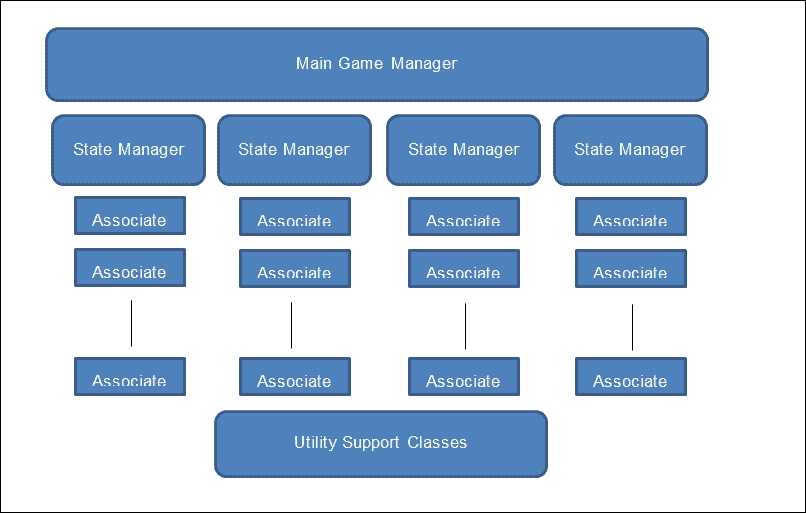 Main Game Manager
State Manager State Manager State Manager State Manager
Associate Associate Associate Associate
Associate Associate Associate Associate
Associate Associate Associate Associate
Utility Support Classes